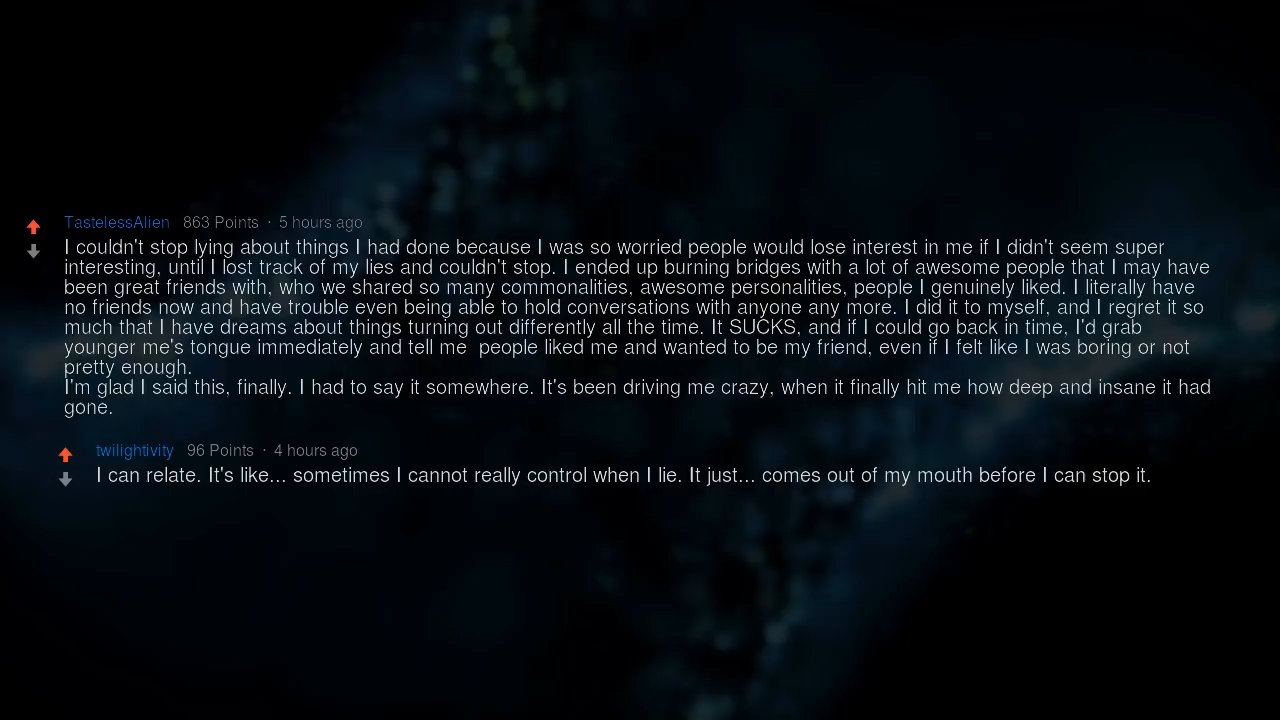 TastelessAlien 863 Points · 5 hours ago
I couldn't stop lying about things I had done because I was so worried people would lose interest in me if I didn't seem super
interesting, until I lost track of my lies and couldn't stop. I ended up burning bridges with a lot of awesome people that I may have
been great friends with, who we shared so many commonalities, awesome personalities, people I genuinely liked. I literally have
no friends now and have trouble even being able to hold conversations with anyone any more. I did it to myself, and I regret it so
much that I have dreams about things turning out differently all the time. It SUCKS, and if I could go back in time, I'd grab
younger me's tongue immediately and tell me  people liked me and wanted to be my friend, even if I felt like I was boring or not
pretty enough.
I'm glad I said this, finally. I had to say it somewhere. It's been driving me crazy, when it finally hit me how deep and insane it had
gone.
twilightivity 96 Points · 4 hours ago
I can relate. It's like... sometimes I cannot really control when I lie. It just... comes out of my mouth before I can stop it.